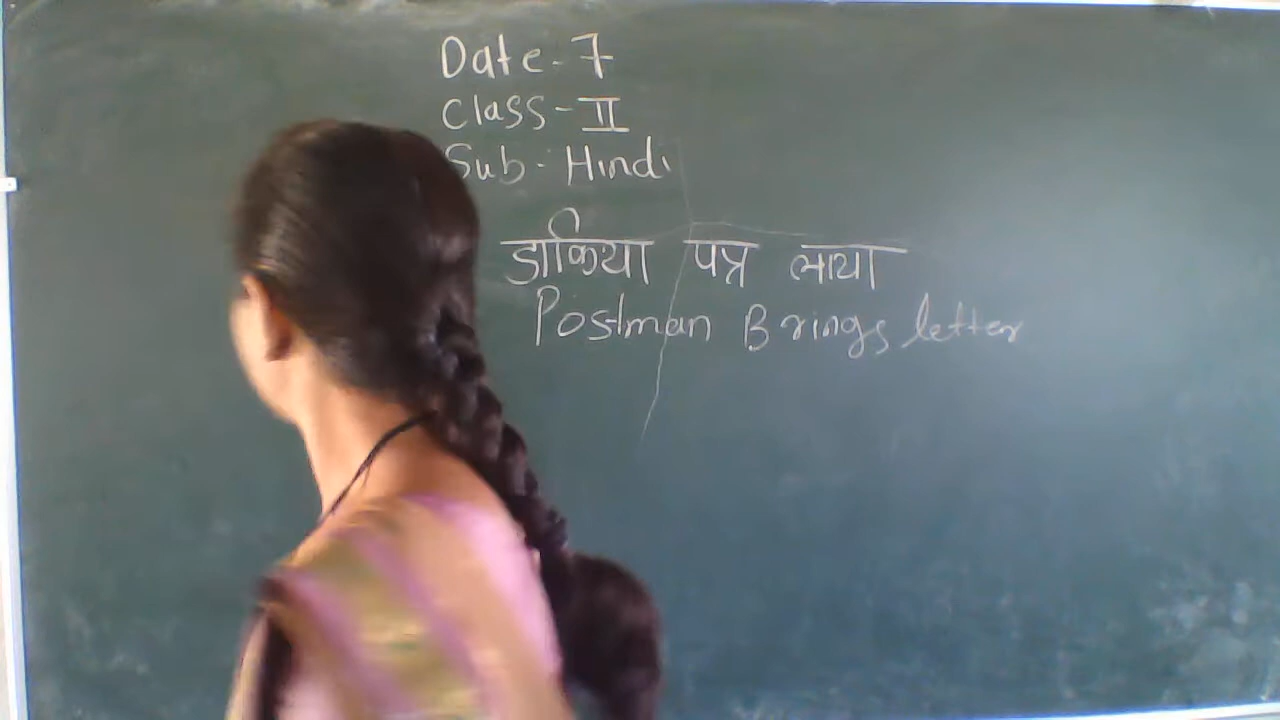 Date - 7
Class - II
Sub - Hindi
डाकिया पत्र लाया
Postman Brings letter